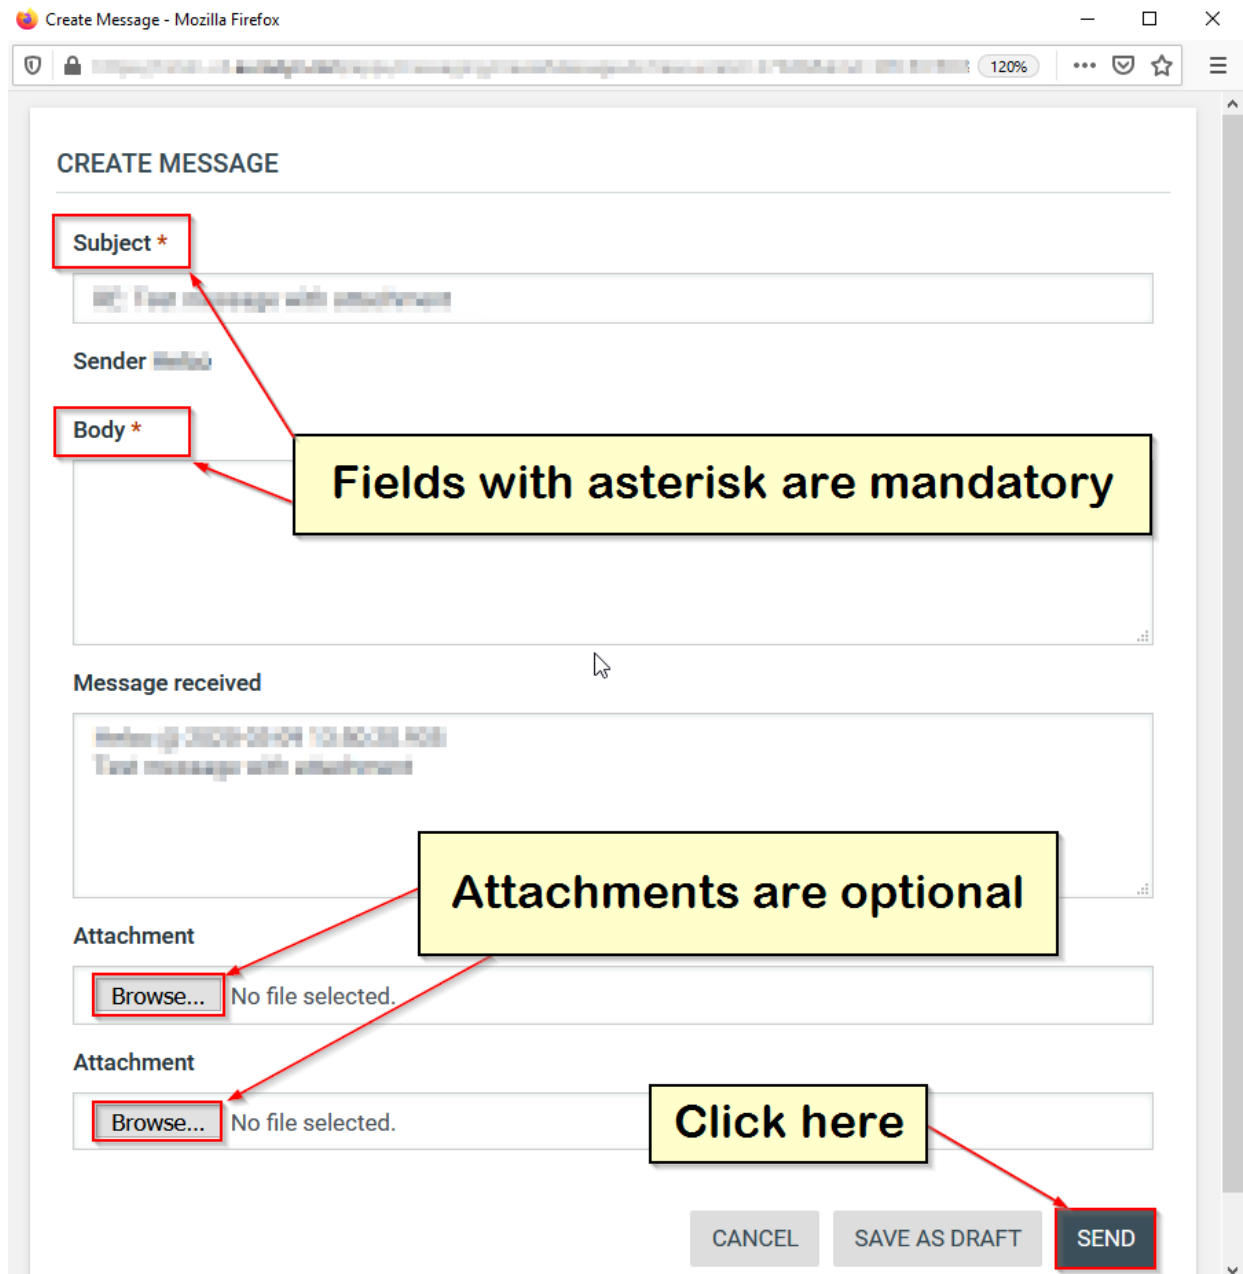 Create Message - Mozilla Firefox
120%
CREATE MESSAGE
Subject *
Sender
Body *
Fields with asterisk are mandatory
Message received
Attachments are optional
Attachment
Browse... No file selected.
Attachment
Browse... No file selected.
Click here
CANCEL SAVE AS DRAFT SEND